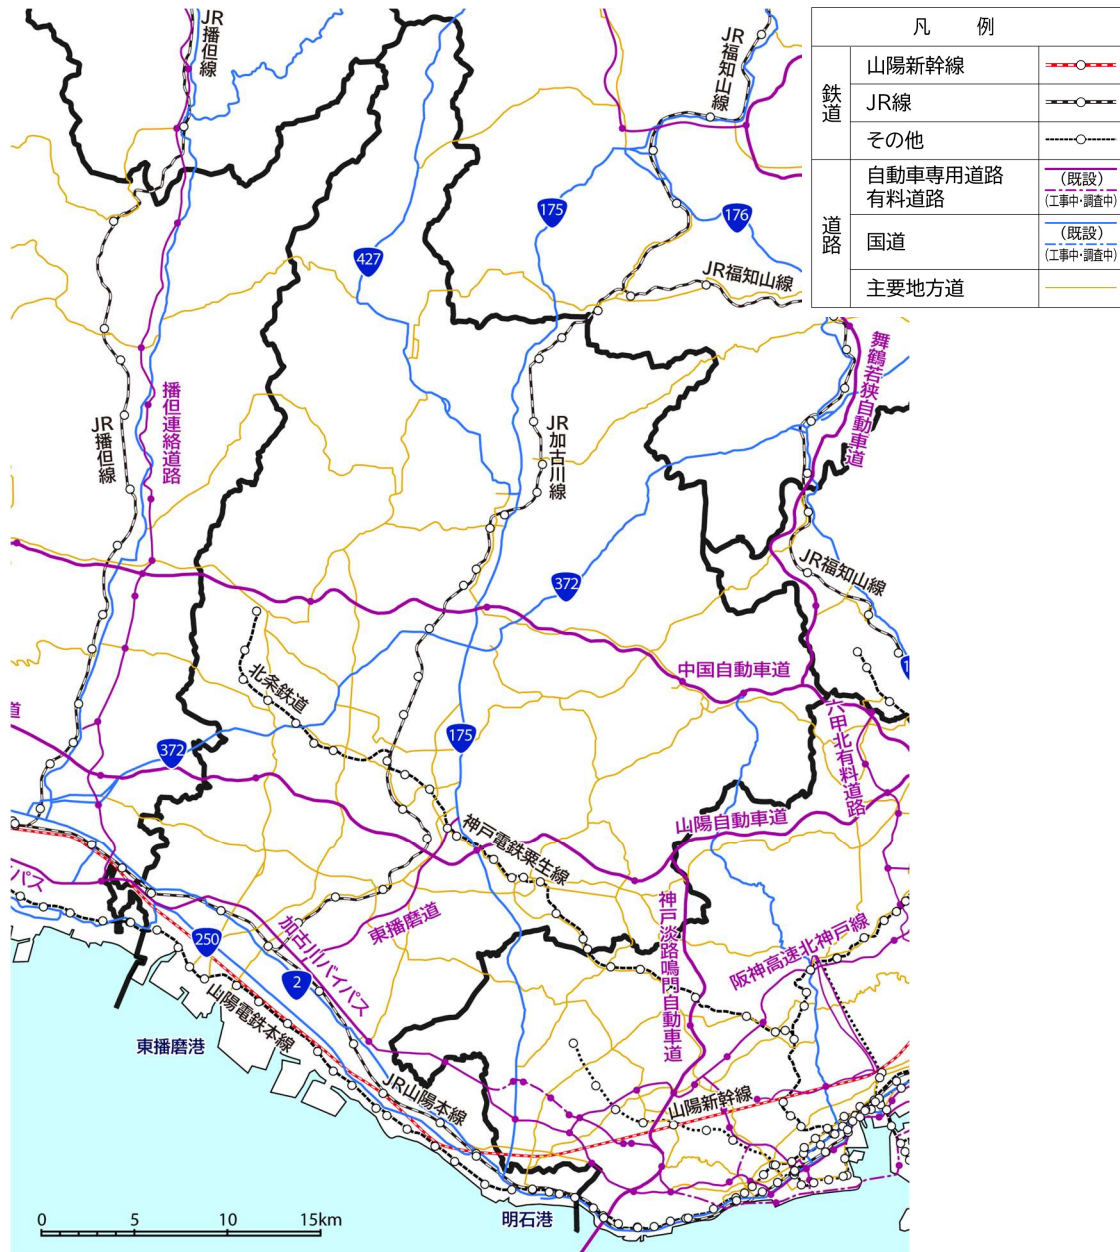 凡 例
鉄道
山陽新幹線
JR線
その他
道路
自動車専用道路
有料道路
(既設)
(工事中・調査中)
国道
(既設)
(工事中・調査中)
主要地方道
JR播但線
JR福知山線
175
176
427
JR福知山線
舞鶴若狭自動車道
播但連絡道路
JR播但線
JR加古川線
JR福知山線
372
中国自動車道
北条鉄道
道
六甲北有料道路
175
372
山陽自動車道
神戸電鉄粟生線
パス
神戸淡路鳴門自動車道
東播磨道
加古川バイパス
250
阪神高速北神戸線
2
山陽電鉄本線
東播磨港
JR山陽本線
山陽新幹線
明石港
0 5 10 15km